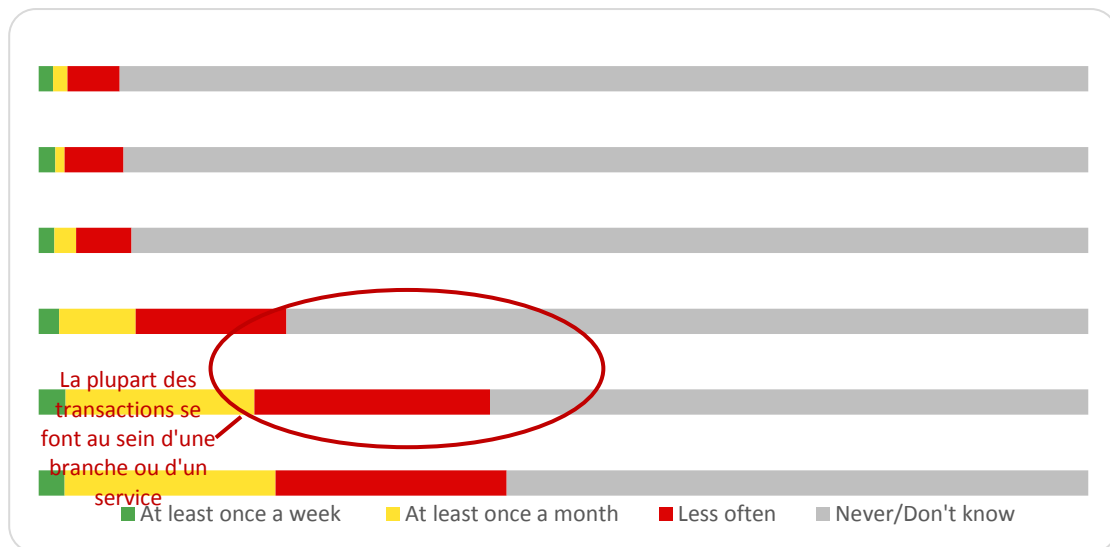 La plupart des
transactions se
font au sein d'une
branche ou d'un
service
At least once a week At least once a month Less often Never/Don't know